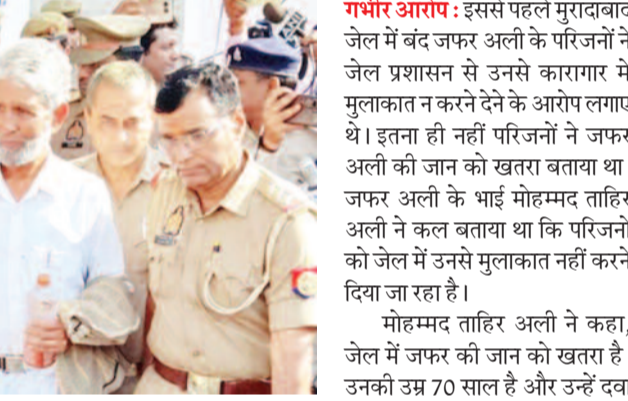 गंभीर आरोप : इससे पहले मुरादाबाद
जेल में बंद जफर अली के परिजनों ने
जेल प्रशासन से उनसे कारागार में
मुलाकात न करने देने के आरोप लगाए
थे। इतना ही नहीं परिजनों ने जफर
अली की जान को खतरा बताया था
जफर अली के भाई मोहम्मद ताहिर
अली ने कल बताया था कि परिजनों
को जेल में उनसे मुलाकात नहीं करने
दिया जा रहा है।
मोहम्मद ताहिर अली ने कहा,
जेल में जफर की जान को खतरा है
उनकी उम्र 70 साल है और उन्हें दवा